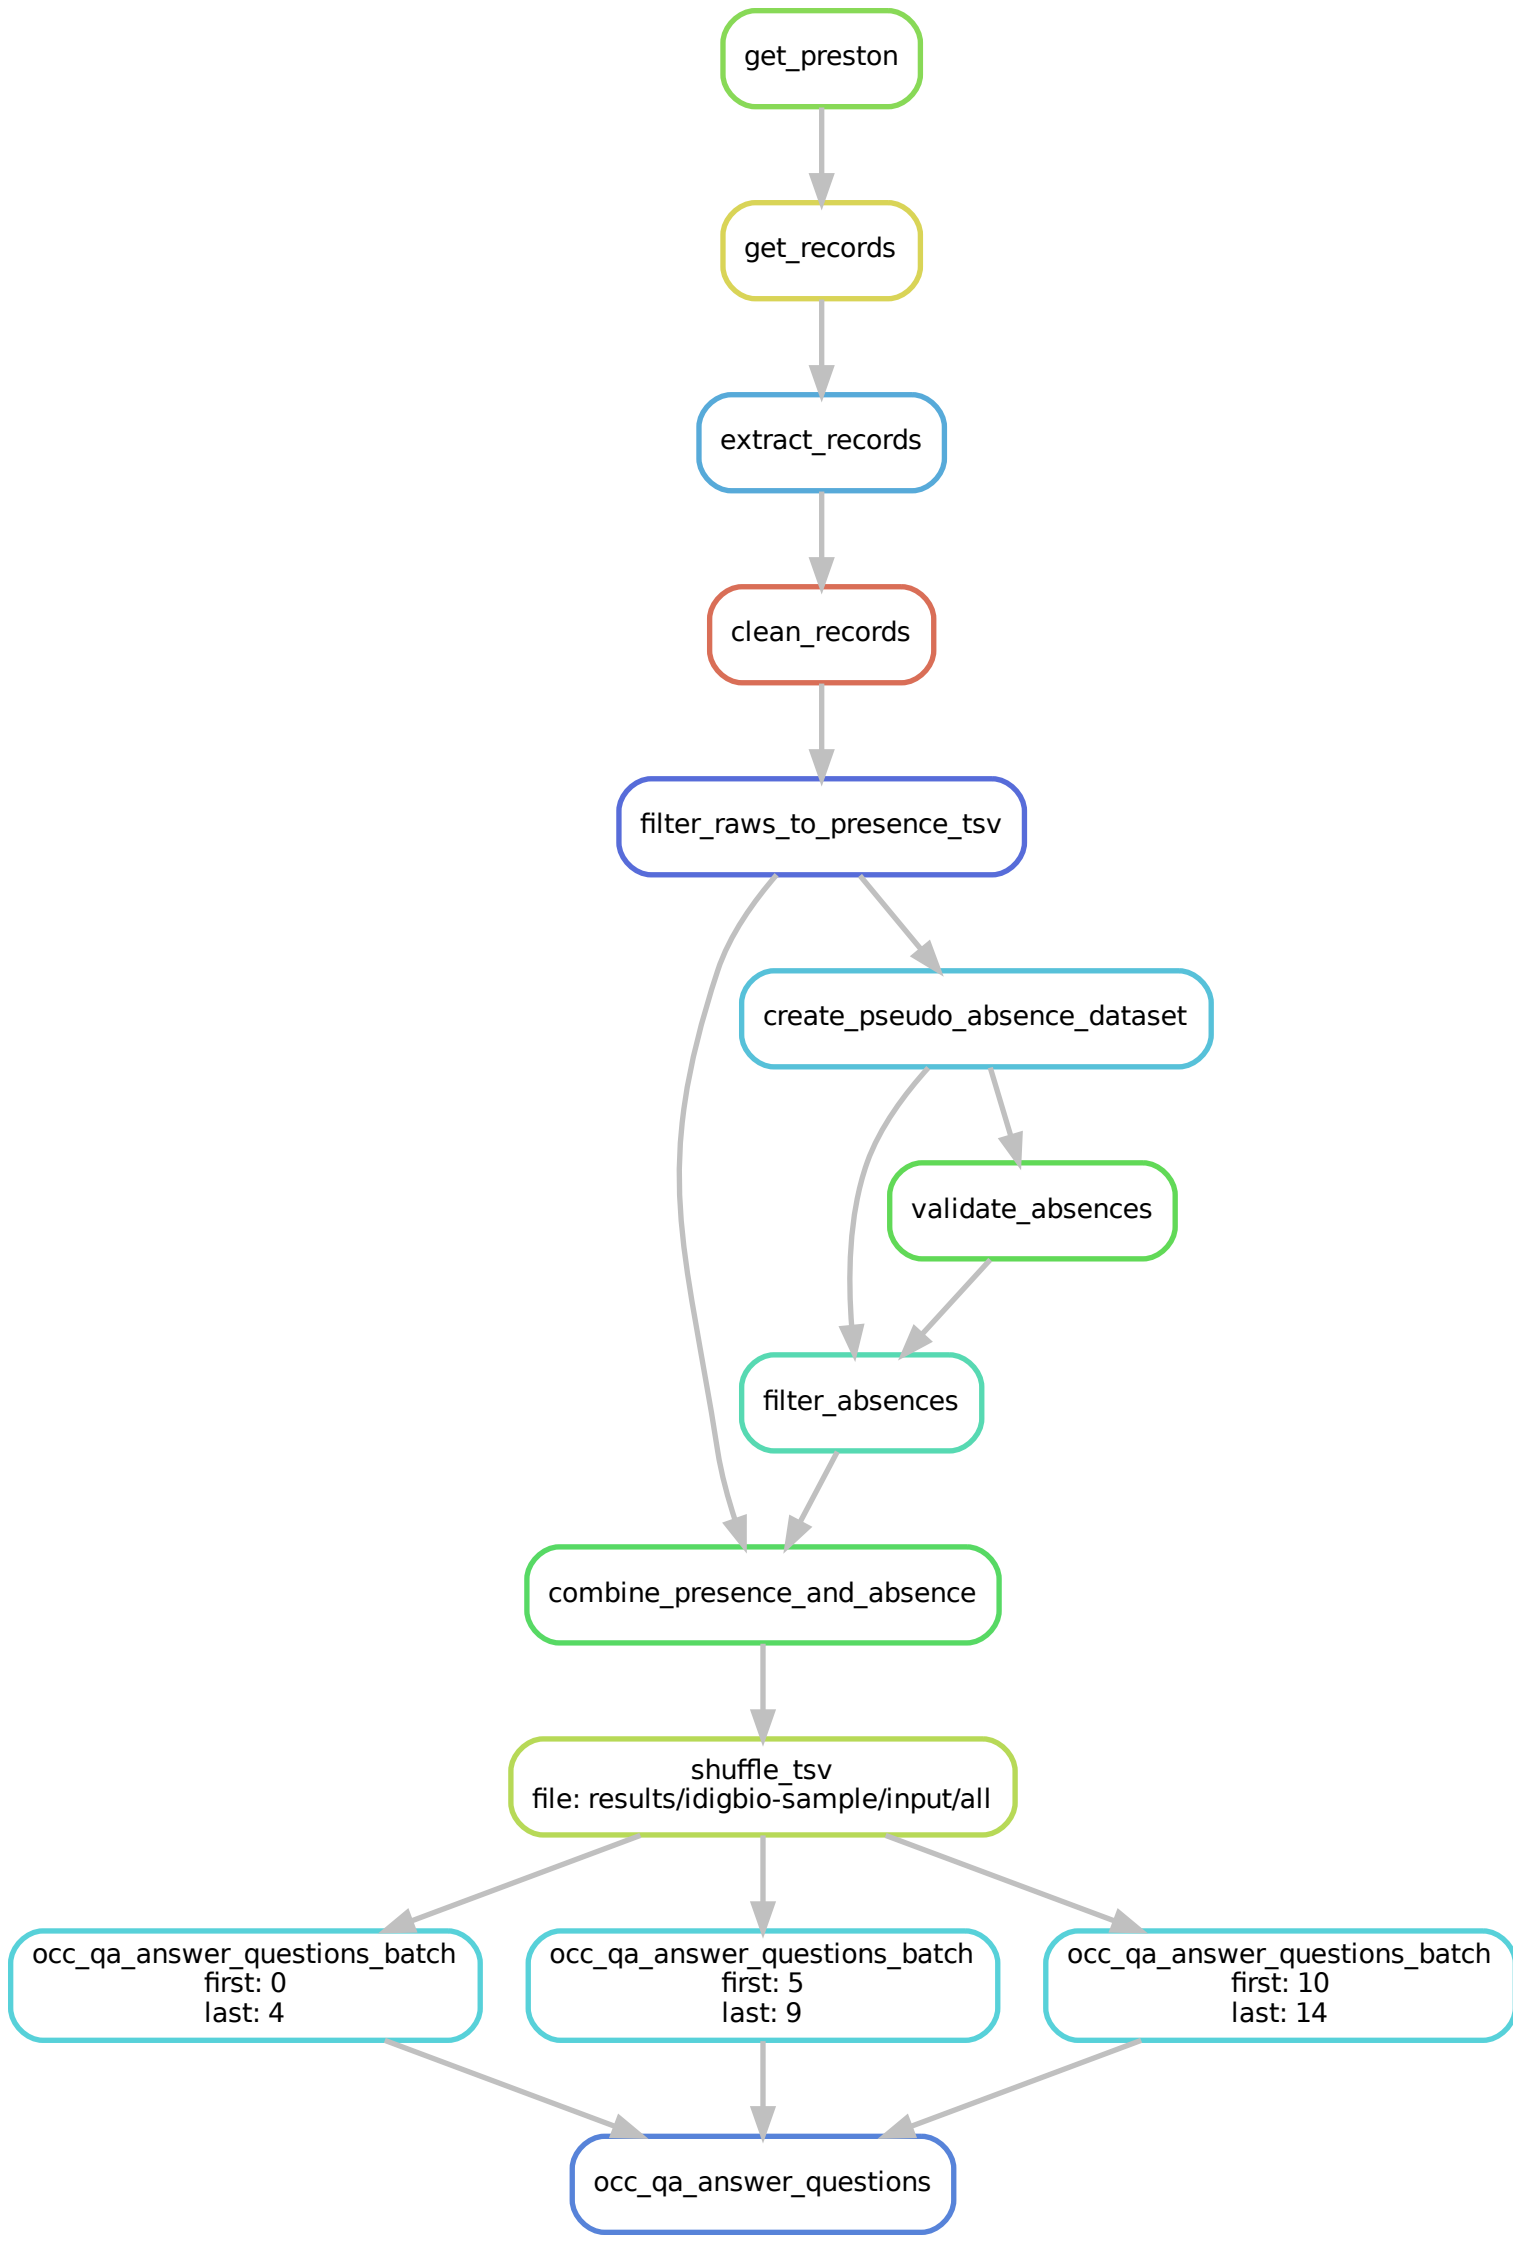 get_preston
get_records
extract_records
clean_records
filter_raws_to_presence_tsv
create_pseudo_absence_dataset
validate_absences
filter_absences
combine_presence_and_absence
shuffle_tsv
file: results/idigbio-sample/input/all
occ_qa_answer_questions_batch
first: 0
last: 4
occ_qa_answer_questions_batch
first: 5
last: 9
occ_qa_answer_questions_batch
first: 10
last: 14
occ_qa_answer_questions